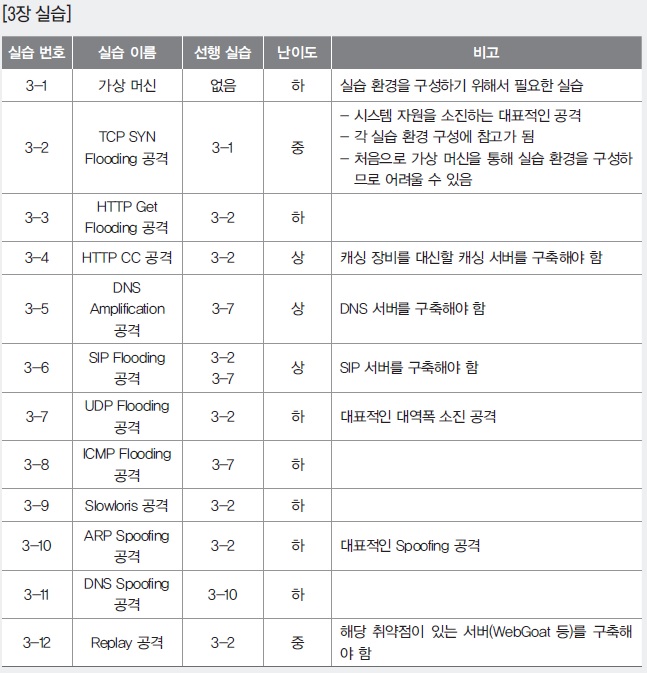 [3장 실습]
실습 번호 실습 이름 선행 실습 난이도 비고
3-1 가상 머신 없음 하 실습 환경을 구성하기 위해서 필요한 실습
3-2 TCP SYN Flooding 공격 3-1 중 - 시스템 자원을 소진하는 대표적인 공격
- 각 실습 환경 구성에 참고가 됨
- 처음으로 가상 머신을 통해 실습 환경을 구성하
므로 어려울 수 있음
3-3 HTTP Get Flooding 공격 3-2 하
3-4 HTTP CC 공격 3-2 상 캐싱 장비를 대신할 캐싱 서버를 구축해야 함
3-5 DNS Amplification 공격 3-7 상 DNS 서버를 구축해야 함
3-6 SIP Flooding 공격 3-2 3-7 상 SIP 서버를 구축해야 함
3-7 UDP Flooding 공격 3-2 하 대표적인 대역폭 소진 공격
3-8 ICMP Flooding 공격 3-7 하
3-9 Slowloris 공격 3-2 하
3-10 ARP Spoofing 공격 3-2 하 대표적인 Spoofing 공격
3-11 DNS Spoofing 공격 3-10 하
3-12 Replay 공격 3-2 중 해당 취약점이 있는 서버(WebGoat 등)를 구축해
야 함